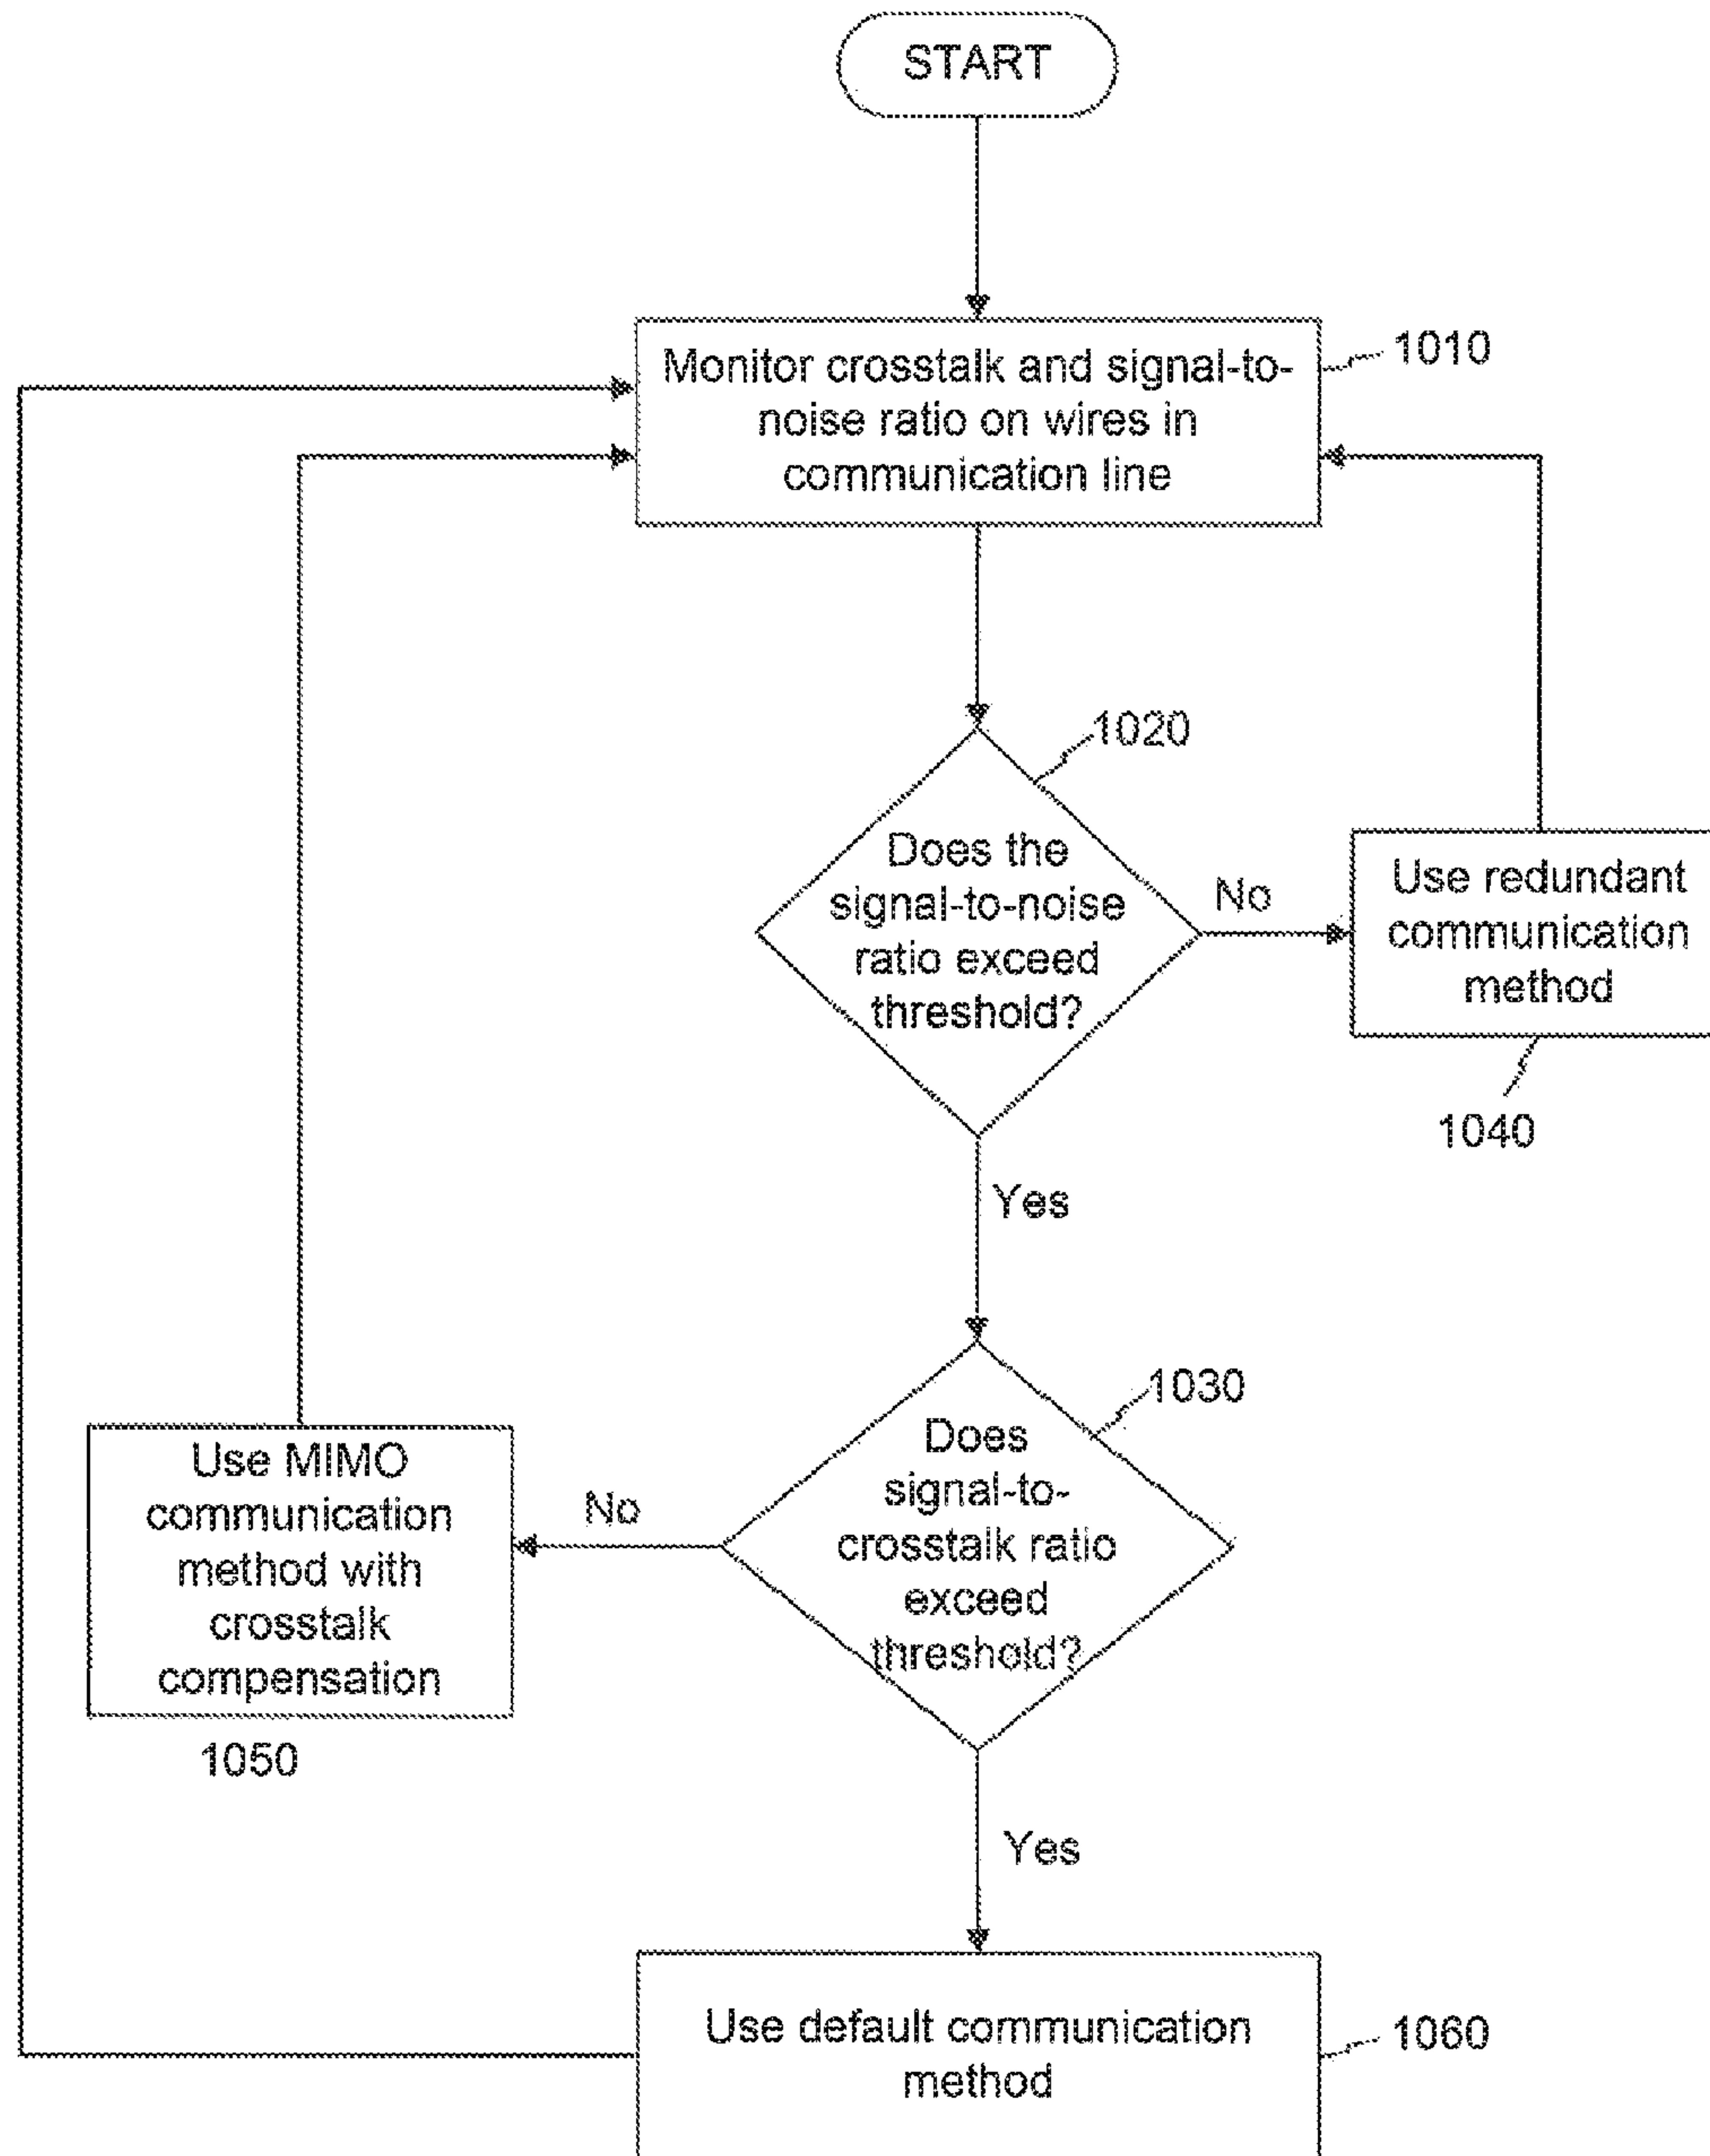 START
Monitor crosstalk and signal-to-
noise ratio on wires in
communication line
1010
1020
Does the
signal-to-noise
ratio exceed
threshold?
No
Use redundant
communication
method
1040
Yes
1030
Does
signal-to-
crosstalk ratio
exceed
threshold?
No
Use MIMO
communication
method with
crosstalk
compensation
1050
Yes
Use default communication
method
1060